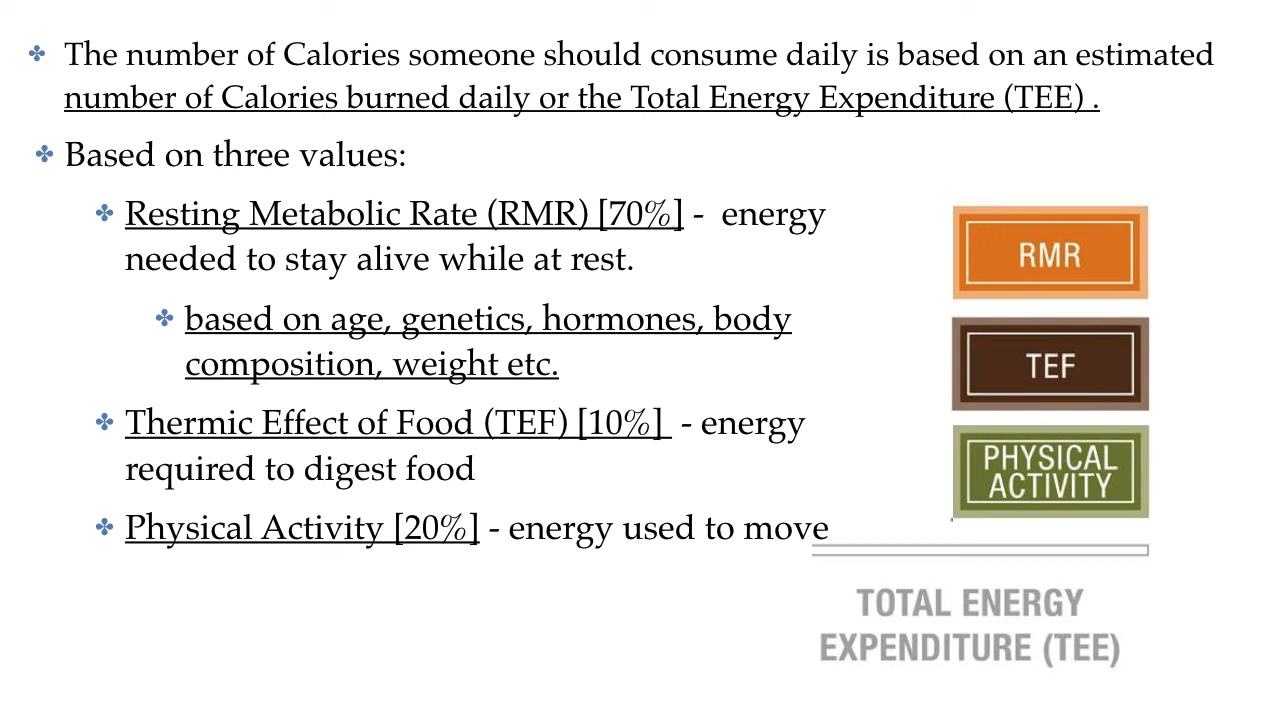 The number of Calories someone should consume daily is based on an estimated
number of Calories burned daily or the Total Energy Expenditure (TEE) .
Based on three values:
Resting Metabolic Rate (RMR) [70%] - energy
needed to stay alive while at rest.
based on age, genetics, hormones, body
composition, weight etc.
Thermic Effect of Food (TEF) [10%] - energy
required to digest food
Physical Activity [20%] - energy used to move
RMR
TEF
PHYSICAL
ACTIVITY
TOTAL ENERGY
EXPENDITURE (TEE)